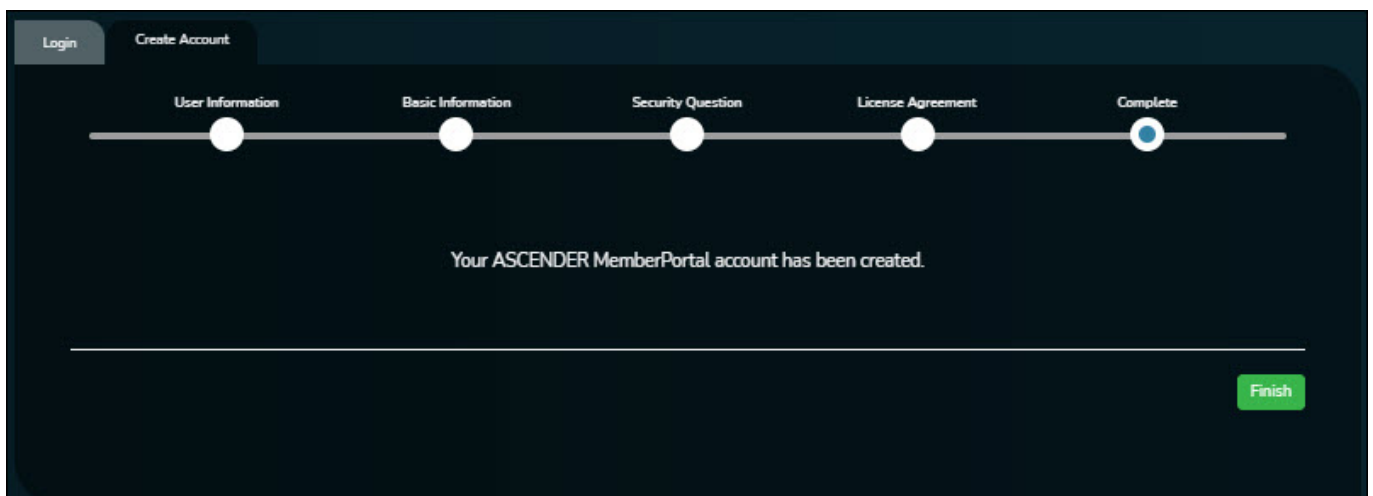 Login
Create Account
User Information
Basic Information
Security Question
License Agreement
Complete
Your ASCENDER MemberPortal account has been created.
Finish